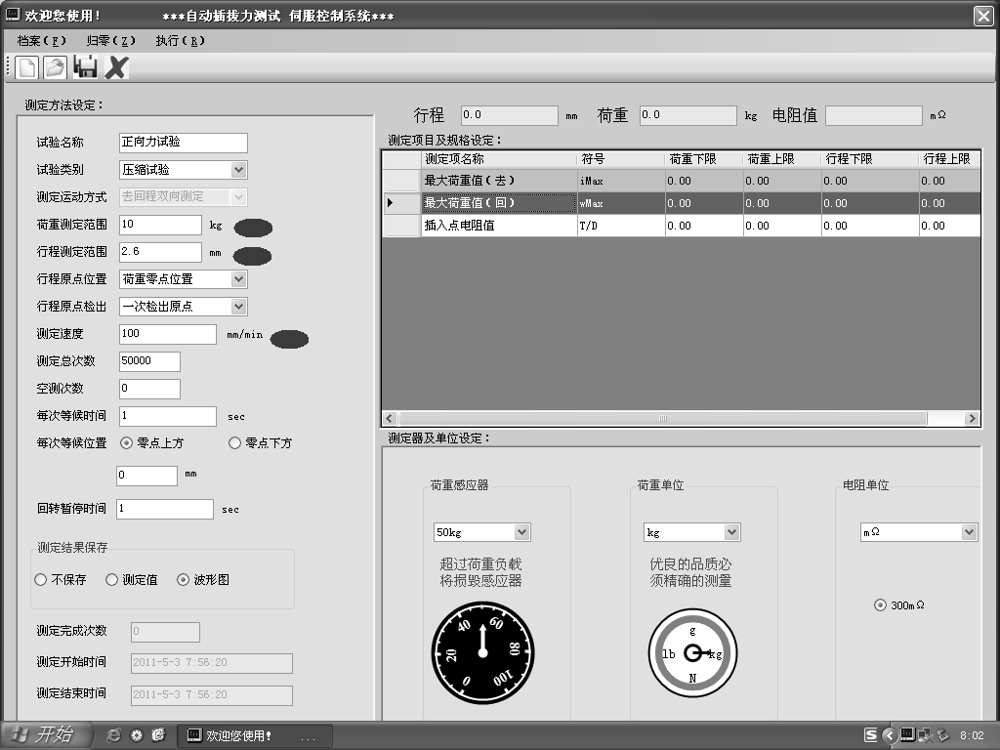 欢迎您使用！ ***自动插拔力测试 伺服控制系统***
档案(F) 归零(Z) 执行(R)
测定方法设定：
试验名称 正向力试验
试验类别 压缩试验
测定运动方式 去回程双向测定
荷重测定范围 10 kg
行程测定范围 2.6 mm
行程原点位置 荷重零点位置
行程原点检出 一次检出原点
测定速度 100 mm/min
测定总次数 50000
空测次数 0
每次等候时间 1 sec
每次等候位置 零点上方 零点下方
0 mm
回转暂停时间 1 sec
测定结果保存
不保存 测定值 波形图
测定完成次数 0
测定开始时间 2011-5-3 7:56:20
测定结束时间 2011-5-3 7:56:20
行程 0.0 mm 荷重 0.0 kg 电阻值 mΩ
测定项目及规格设定：
测定项名称 符号 荷重下限 荷重上限 行程下限 行程上限
最大荷重值(去) iMax 0.00 0.00 0.00 0.00
最大荷重值(回) wMax 0.00 0.00 0.00 0.00
插入点电阻值 T/D 0.00 0.00 0.00 0.00
测定器及单位设定：
荷重感应器
50kg
超过荷重负载
将损毁感应器
0 20 40 60 80 100
荷重单位
kg
优良的品质必
须精确的测量
g
lb kg
N
电阻单位
mΩ
300mΩ
开始 欢迎您使用！ ... S 8:02